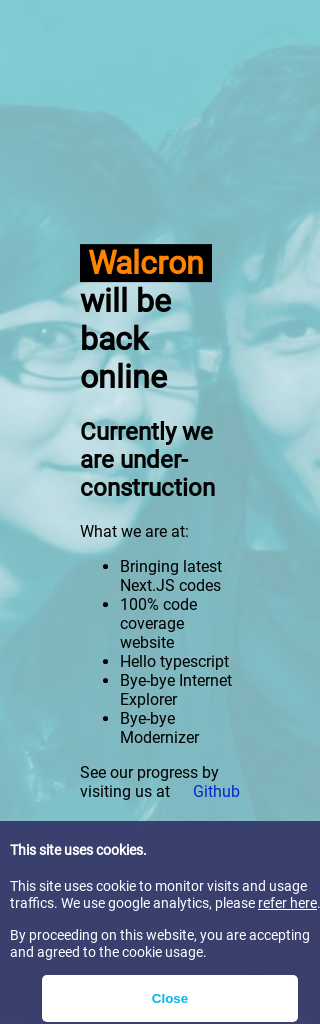 Walcron
will be
back
online
Currently we
are under-
construction
What we are at:
Bringing latest
Next.JS codes
100% code
coverage
website
Hello typescript
Bye-bye Internet
Explorer
Bye-bye
Modernizer
See our progress by
visiting us at Github
This site uses cookies.
This site uses cookie to monitor visits and usage
traffics. We use google analytics, please refer here.
By proceeding on this website, you are accepting
and agreed to the cookie usage.
Close